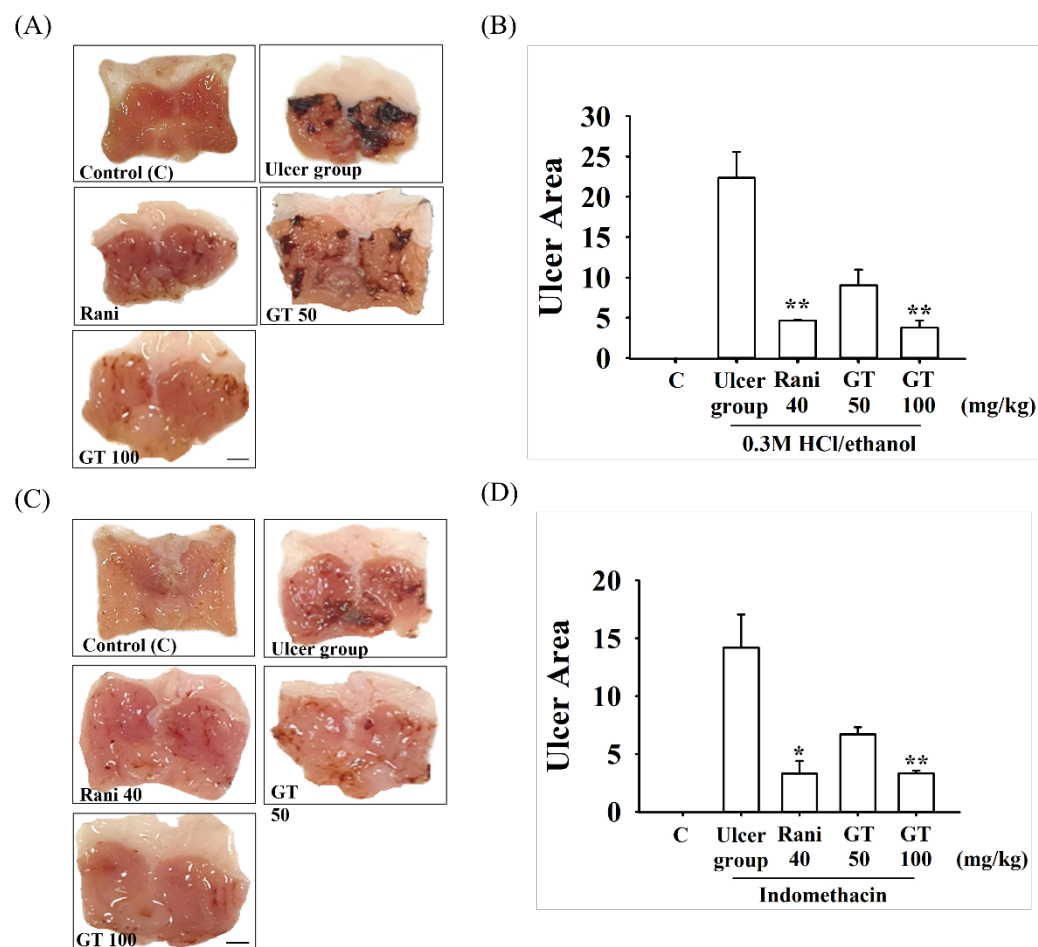 (A)
Control (C)
Ulcer group
Rani
GT 50
GT 100
(B)
Ulcer Area
30
25
20
15
10
5
0
**
**
C
Ulcer group
Rani 40
GT 50
GT 100
(mg/kg)
0.3M HCl/ethanol
(C)
Control (C)
Ulcer group
Rani 40
GT
50
GT 100
(D)
Ulcer Area
20
15
10
5
0
*
**
C
Ulcer group
Rani 40
GT 50
GT 100
(mg/kg)
Indomethacin